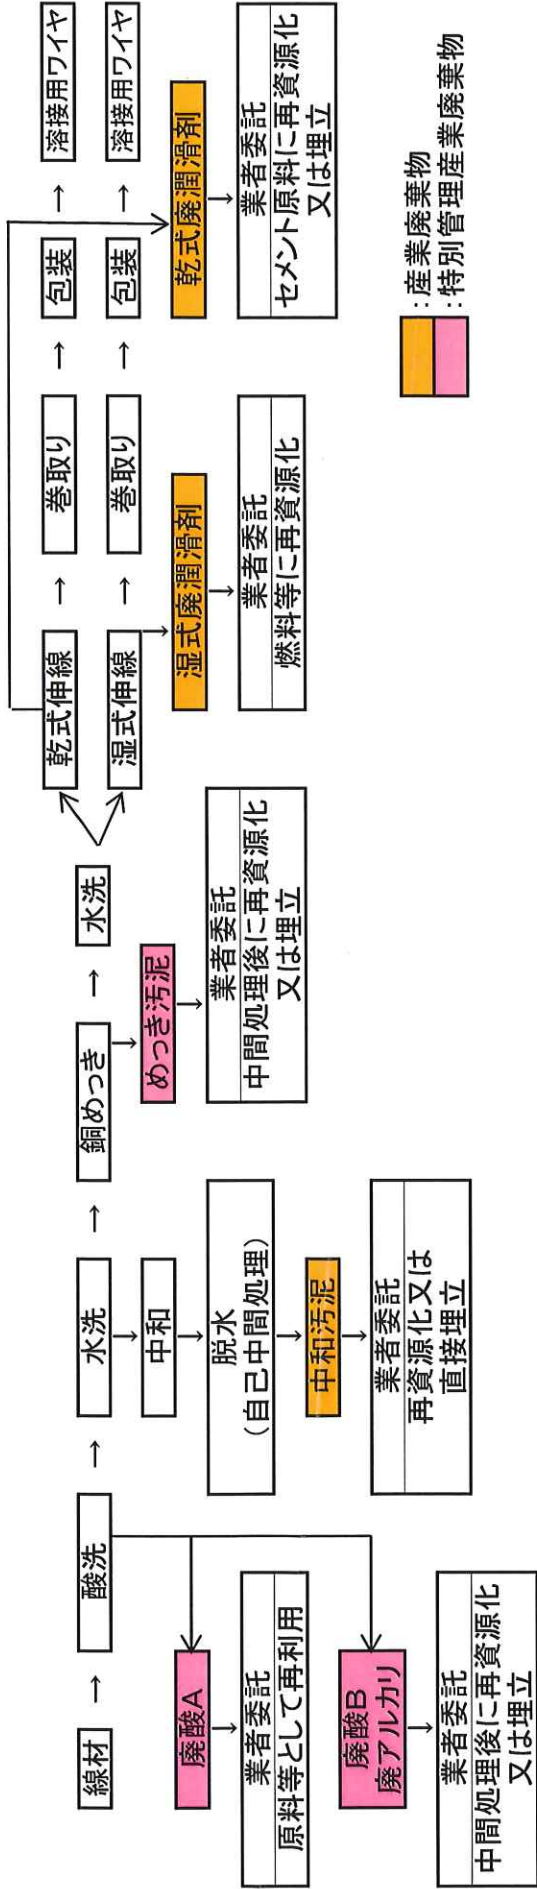 線材
→
酸洗
→
水洗
→
銅めっき
→
水洗
乾式伸線
→
巻取り
→
包装
→
溶接用ワイヤ
湿式伸線
→
巻取り
→
包装
→
溶接用ワイヤ
廃酸A
業者委託
原料等として再利用
廃酸B
廃アルカリ
業者委託
中間処理後に再資源化
又は埋立
中和
脱水
(自己中間処理)
中和汚泥
業者委託
再資源化又は
直接埋立
めっき汚泥
業者委託
中間処理後に再資源化
又は埋立
湿式廃潤滑剤
業者委託
燃料等に再資源化
乾式廃潤滑剤
業者委託
セメント原料に再資源化
又は埋立
:産業廃棄物
:特別管理産業廃棄物